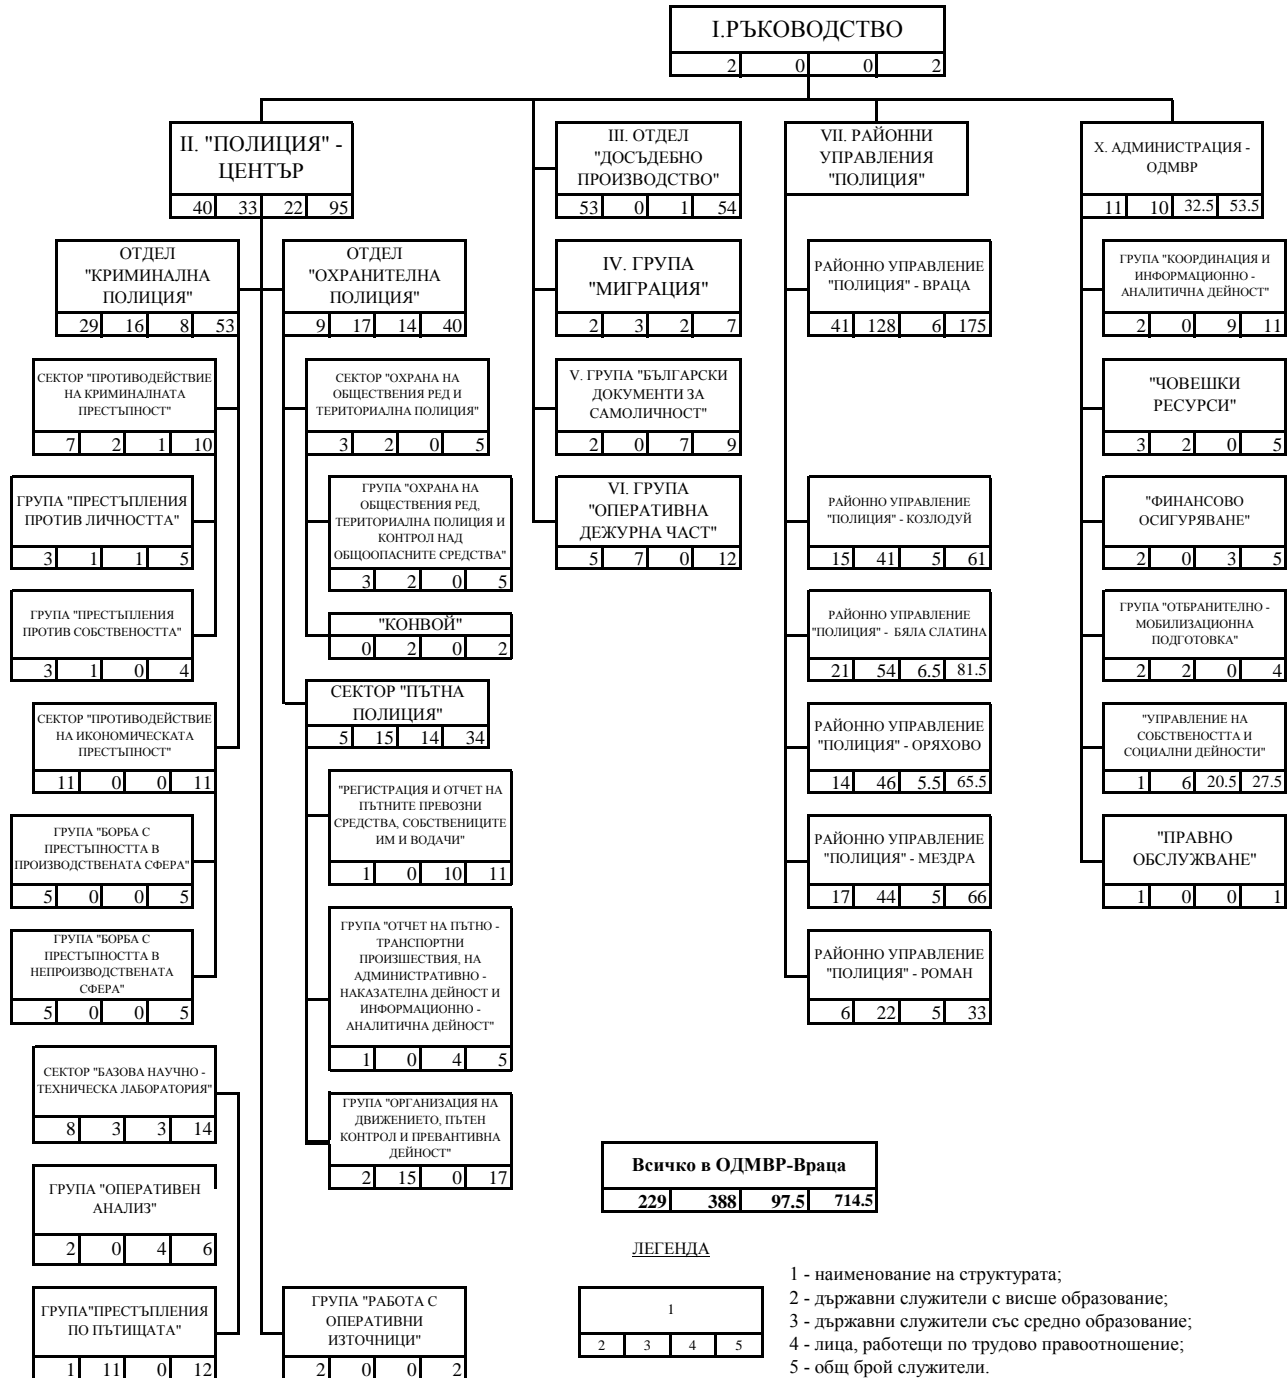 I.РЪКОВОДСТВО
2 0 0 2
II. "ПОЛИЦИЯ" -
ЦЕНТЪР
40 33 22 95
ОТДЕЛ
"КРИМИНАЛНА
ПОЛИЦИЯ"
29 16 8 53
СЕКТОР "ПРОТИВОДЕЙСТВИЕ
НА КРИМИНАЛНАТА
ПРЕСТЪПНОСТ"
7 2 1 10
ГРУПА "ПРЕСТЪПЛЕНИЯ
ПРОТИВ ЛИЧНОСТТА"
3 1 1 5
ГРУПА "ПРЕСТЪПЛЕНИЯ
ПРОТИВ СОБСТВЕНОСТТА"
3 1 0 4
СЕКТОР "ПРОТИВОДЕЙСТВИЕ
НА ИКОНОМИЧЕСКАТА
ПРЕСТЪПНОСТ"
11 0 0 11
ГРУПА "БОРБА С
ПРЕСТЪПНОСТТА В
ПРОИЗВОДСТВЕНАТА СФЕРА"
5 0 0 5
ГРУПА "БОРБА С
ПРЕСТЪПНОСТТА В
НЕПРОИЗВОДСТВЕНАТА
СФЕРА"
5 0 0 5
СЕКТОР "БАЗОВА НАУЧНО -
ТЕХНИЧЕСКА ЛАБОРАТОРИЯ"
8 3 3 14
ГРУПА "ОПЕРАТИВЕН
АНАЛИЗ"
2 0 4 6
ГРУПА"ПРЕСТЪПЛЕНИЯ
ПО ПЪТИЩАТА"
1 11 0 12
ОТДЕЛ
"ОХРАНИТЕЛНА
ПОЛИЦИЯ"
9 17 14 40
СЕКТОР "ОХРАНА НА
ОБЩЕСТВЕНИЯ РЕД И
ТЕРИТОРИАЛНА ПОЛИЦИЯ"
3 2 0 5
ГРУПА "ОХРАНА НА
ОБЩЕСТВЕНИЯ РЕД,
ТЕРИТОРИАЛНА ПОЛИЦИЯ И
КОНТРОЛ НАД
ОБЩООПАСНИТЕ СРЕДСТВА"
3 2 0 5
"КОНВОЙ"
0 2 0 2
СЕКТОР "ПЪТНА
ПОЛИЦИЯ"
5 15 14 34
"РЕГИСТРАЦИЯ И ОТЧЕТ НА
ПЪТНИТЕ ПРЕВОЗНИ
СРЕДСТВА, СОБСТВЕНИЦИТЕ
ИМ И ВОДАЧИ"
1 0 10 11
ГРУПА "ОТЧЕТ НА ПЪТНО -
ТРАНСПОРТНИ
ПРОИЗШЕСТВИЯ, НА
АДМИНИСТРАТИВНО -
НАКАЗАТЕЛНА ДЕЙНОСТ И
ИНФОРМАЦИОННО -
АНАЛИТИЧНА ДЕЙНОСТ"
1 0 4 5
ГРУПА "ОРГАНИЗАЦИЯ НА
ДВИЖЕНИЕТО, ПЪТЕН
КОНТРОЛ И ПРЕВАНТИВНА
ДЕЙНОСТ"
2 15 0 17
ГРУПА "РАБОТА С
ОПЕРАТИВНИ
ИЗТОЧНИЦИ"
2 0 0 2
III. ОТДЕЛ
"ДОСЪДЕБНО
ПРОИЗВОДСТВО"
53 0 1 54
IV. ГРУПА
"МИГРАЦИЯ"
2 3 2 7
V. ГРУПА "БЪЛГАРСКИ
ДОКУМЕНТИ ЗА
САМОЛИЧНОСТ"
2 0 7 9
VI. ГРУПА
"ОПЕРАТИВНА
ДЕЖУРНА ЧАСТ"
5 7 0 12
VII. РАЙОННИ
УПРАВЛЕНИЯ
"ПОЛИЦИЯ"
РАЙОННО УПРАВЛЕНИЕ
"ПОЛИЦИЯ" - ВРАЦА
41 128 6 175
РАЙОННО УПРАВЛЕНИЕ
"ПОЛИЦИЯ" - КОЗЛОДУЙ
15 41 5 61
РАЙОННО УПРАВЛЕНИЕ
"ПОЛИЦИЯ" - БЯЛА СЛАТИНА
21 54 6.5 81.5
РАЙОННО УПРАВЛЕНИЕ
"ПОЛИЦИЯ" - ОРЯХОВО
14 46 5.5 65.5
РАЙОННО УПРАВЛЕНИЕ
"ПОЛИЦИЯ" - МЕЗДРА
17 44 5 66
РАЙОННО УПРАВЛЕНИЕ
"ПОЛИЦИЯ" - РОМАН
6 22 5 33
X. АДМИНИСТРАЦИЯ -
ОДМВР
11 10 32.5 53.5
ГРУПА "КООРДИНАЦИЯ И
ИНФОРМАЦИОННО -
АНАЛИТИЧНА ДЕЙНОСТ"
2 0 9 11
"ЧОВЕШКИ
РЕСУРСИ"
3 2 0 5
"ФИНАНСОВО
ОСИГУРЯВАНЕ"
2 0 3 5
ГРУПА "ОТБРАНИТЕЛНО -
МОБИЛИЗАЦИОННА
ПОДГОТОВКА"
2 2 0 4
"УПРАВЛЕНИЕ НА
СОБСТВЕНОСТТА И
СОЦИАЛНИ ДЕЙНОСТИ"
1 6 20.5 27.5
"ПРАВНО
ОБСЛУЖВАНЕ"
1 0 0 1
Всичко в ОДМВР-Враца
229 388 97.5 714.5
ЛЕГЕНДА
1
2 3 4 5
1 - наименование на структурата;
2 - държавни служители с висше образование;
3 - държавни служители със средно образование;
4 - лица, работещи по трудово правоотношение;
5 - общ брой служители.